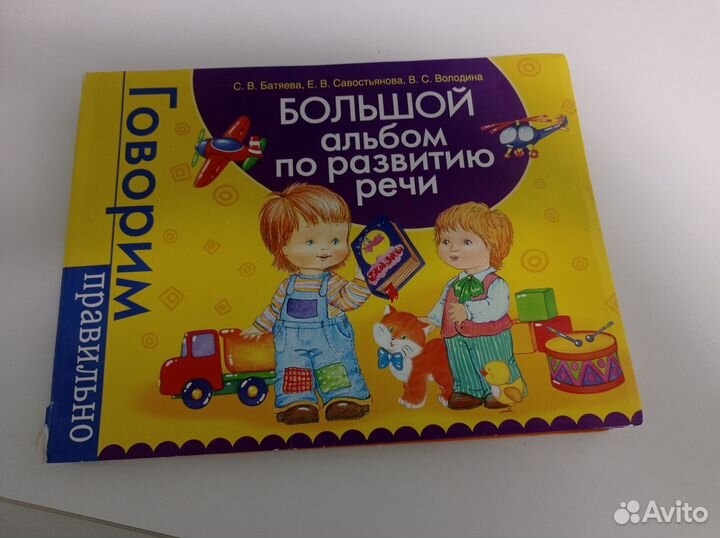 С. В. Батяева, Е. В. Савостьянова, В. С. Володина
БОЛЬШОЙ
альбом
по развитию
речи
Говорим
правильно
Сказки
Avito